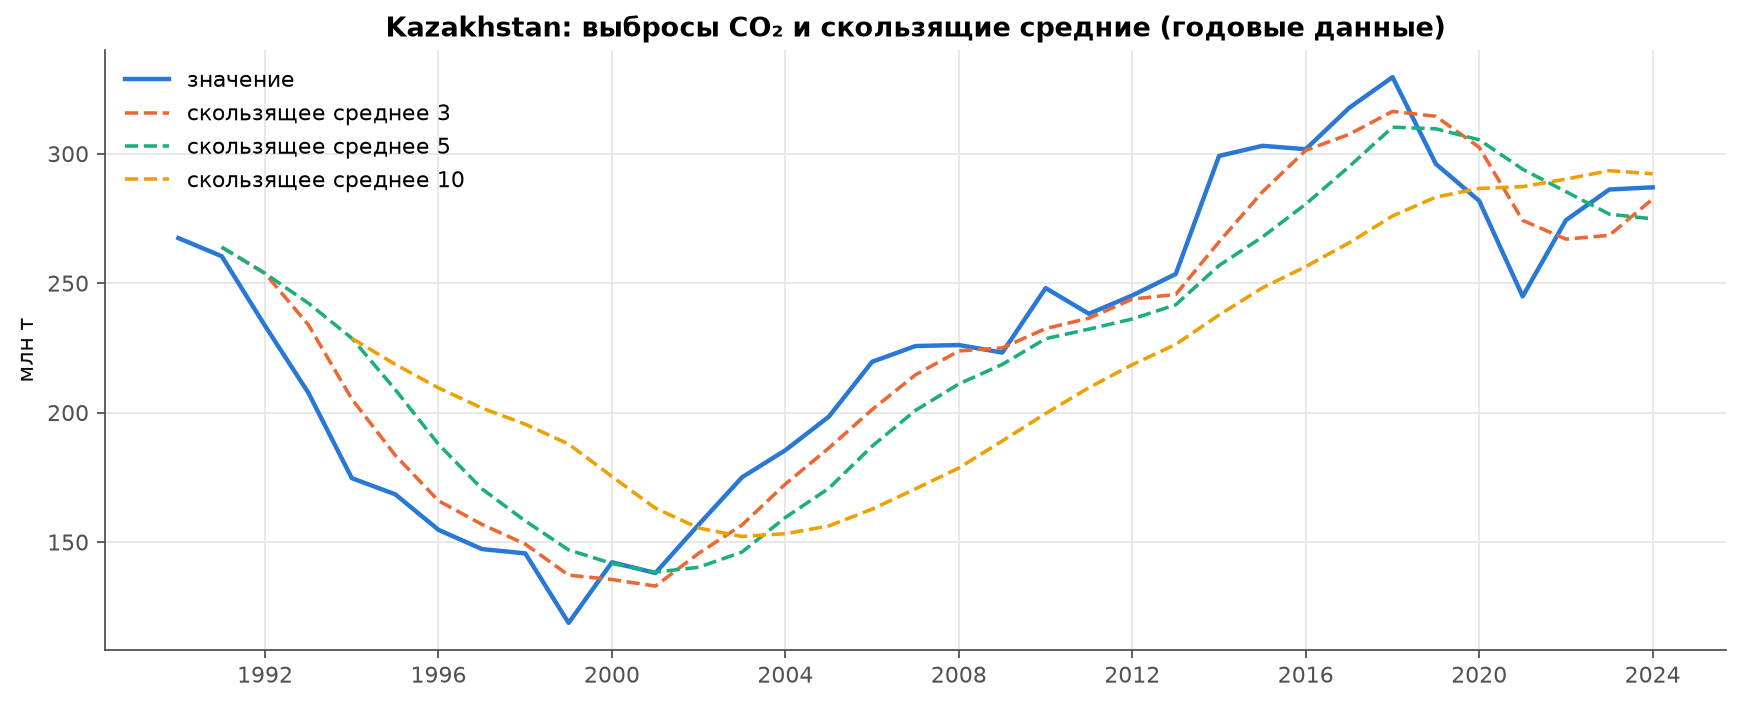 Kazakhstan: выбросы CO₂ и скользящие средние (годовые данные)
значение
скользящее среднее 3
скользящее среднее 5
скользящее среднее 10
млн т
300
250
200
150
1992
1996
2000
2004
2008
2012
2016
2020
2024